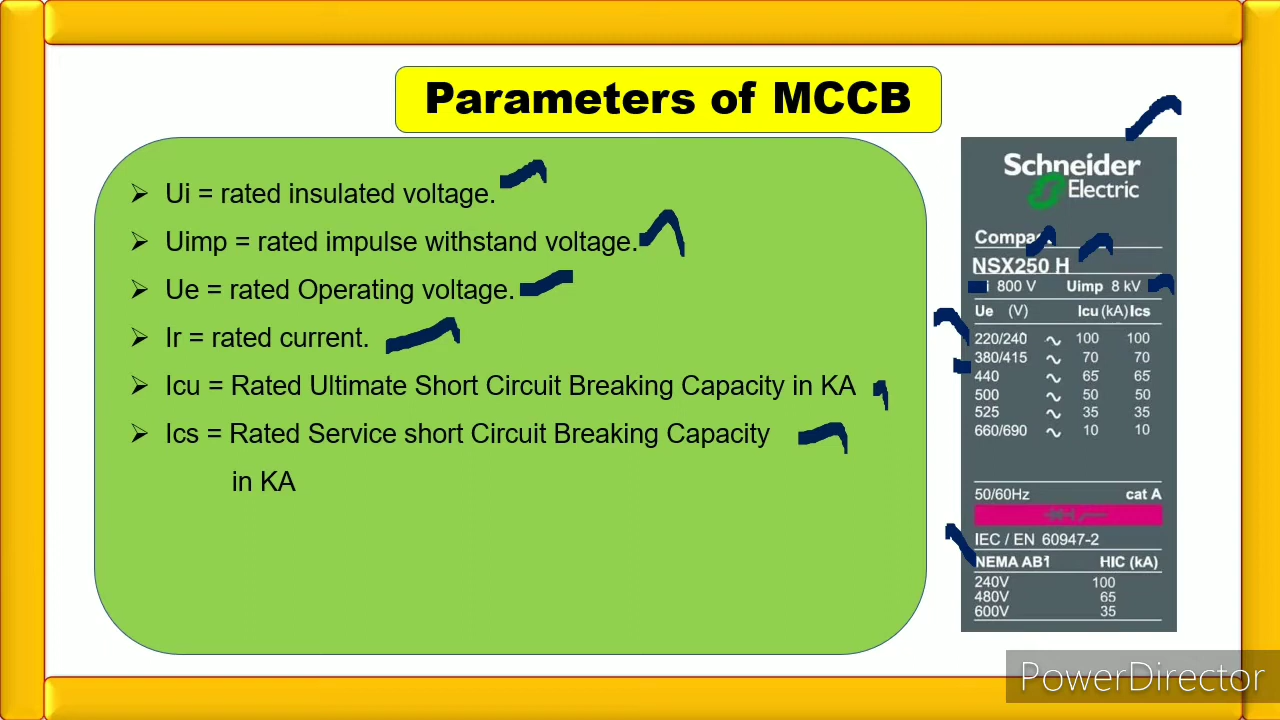 Parameters of MCCB
Ui = rated insulated voltage.
Uimp = rated impulse withstand voltage.
Ue = rated Operating voltage.
Ir = rated current.
Icu = Rated Ultimate Short Circuit Breaking Capacity in KA
Ics = Rated Service short Circuit Breaking Capacity
in KA
Schneider
Electric
Compact
NSX250 H
800 V Uimp 8 kV
Ue (V) Icu (kA) Ics
220/240 ~ 100 100
380/415 ~ 70 70
440 ~ 65 65
500 ~ 50 50
525 ~ 35 35
660/690 ~ 10 10
50/60Hz cat A
IEC / EN 60947-2
NEMA AB1 HIC (kA)
240V 100
480V 65
600V 35
PowerDirector